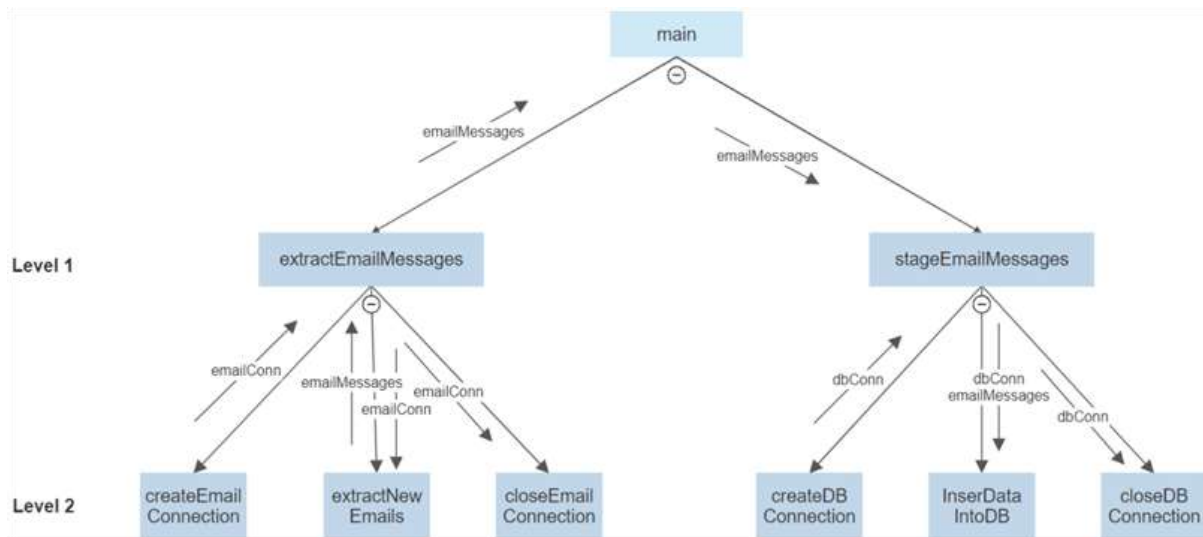 main
emailMessages
emailMessages
Level 1
extractEmailMessages
stageEmailMessages
emailConn
emailMessages
emailConn
emailConn
dbConn
dbConn
emailMessages
dbConn
Level 2
createEmail
Connection
extractNew
Emails
closeEmail
Connection
createDB
Connection
InserData
IntoDB
closeDB
Connection